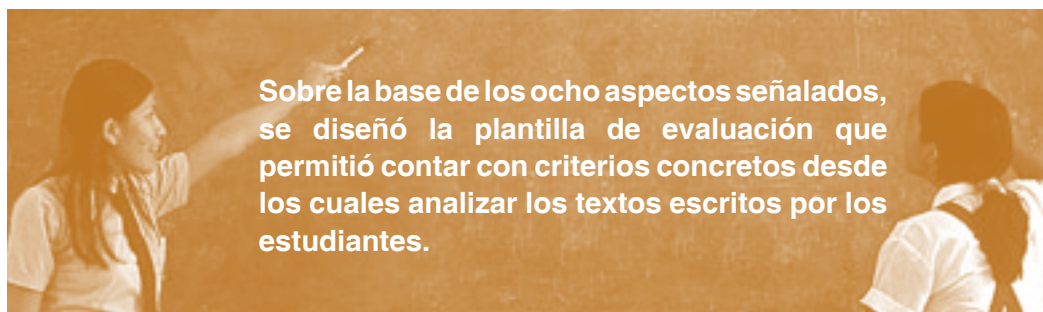 Sobre la base de los ocho aspectos señalados,
se diseñó la plantilla de evaluación que
permitió contar con criterios concretos desde
los cuales analizar los textos escritos por los
estudiantes.